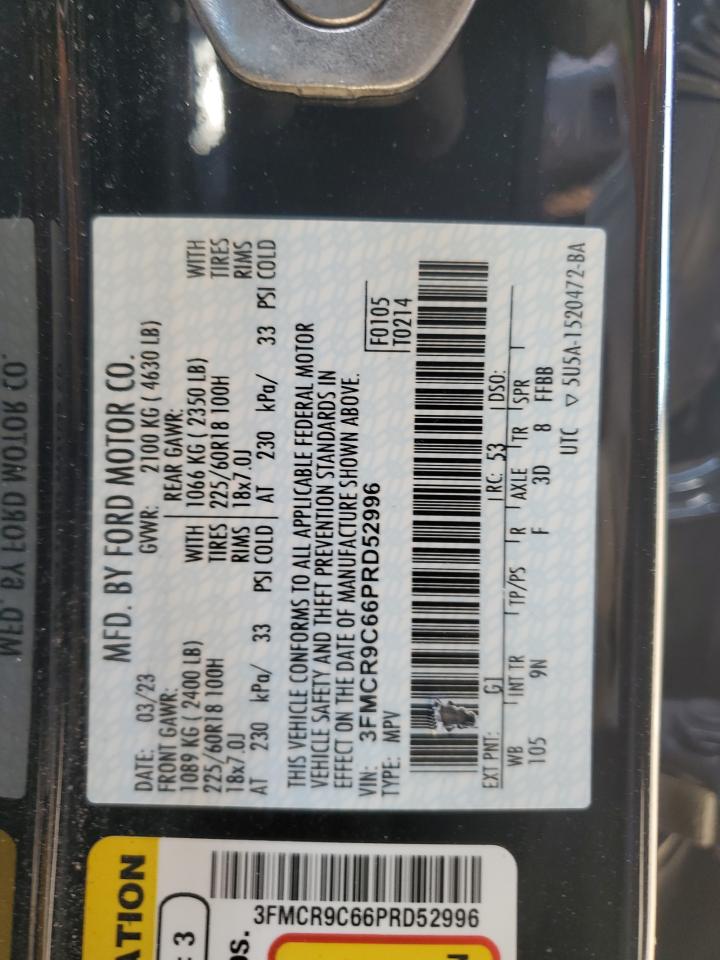 MFD. BY FORD MOTOR CO.
DATE: 03/23 GVWR: 2100 KG ( 4630 LB)
FRONT GAWR: REAR GAWR:
1089 KG ( 2400 LB) WITH 1066 KG ( 2350 LB) WITH
225/60R18 100H TIRES 225/60R18 100H TIRES
18x7.0J RIMS 18x7.0J RIMS
AT 230 kPa/ 33 PSI COLD AT 230 kPa/ 33 PSI COLD
THIS VEHICLE CONFORMS TO ALL APPLICABLE FEDERAL MOTOR
VEHICLE SAFETY AND THEFT PREVENTION STANDARDS IN
EFFECT ON THE DATE OF MANUFACTURE SHOWN ABOVE.
VIN: 3FMCR9C66PRD52996 F0105
TYPE: MPV T0214
EXT PNT: G1 RC: 53 DSO:
WB INT TR TP/PS R AXLE TR SPR
105 9N F 3D 8 FFBB
UTC ▽ 5U5A-1520472-BA
ATION
: 3
3FMCR9C66PRD52996
os.
MFD. BY FORD MOTOR CO.